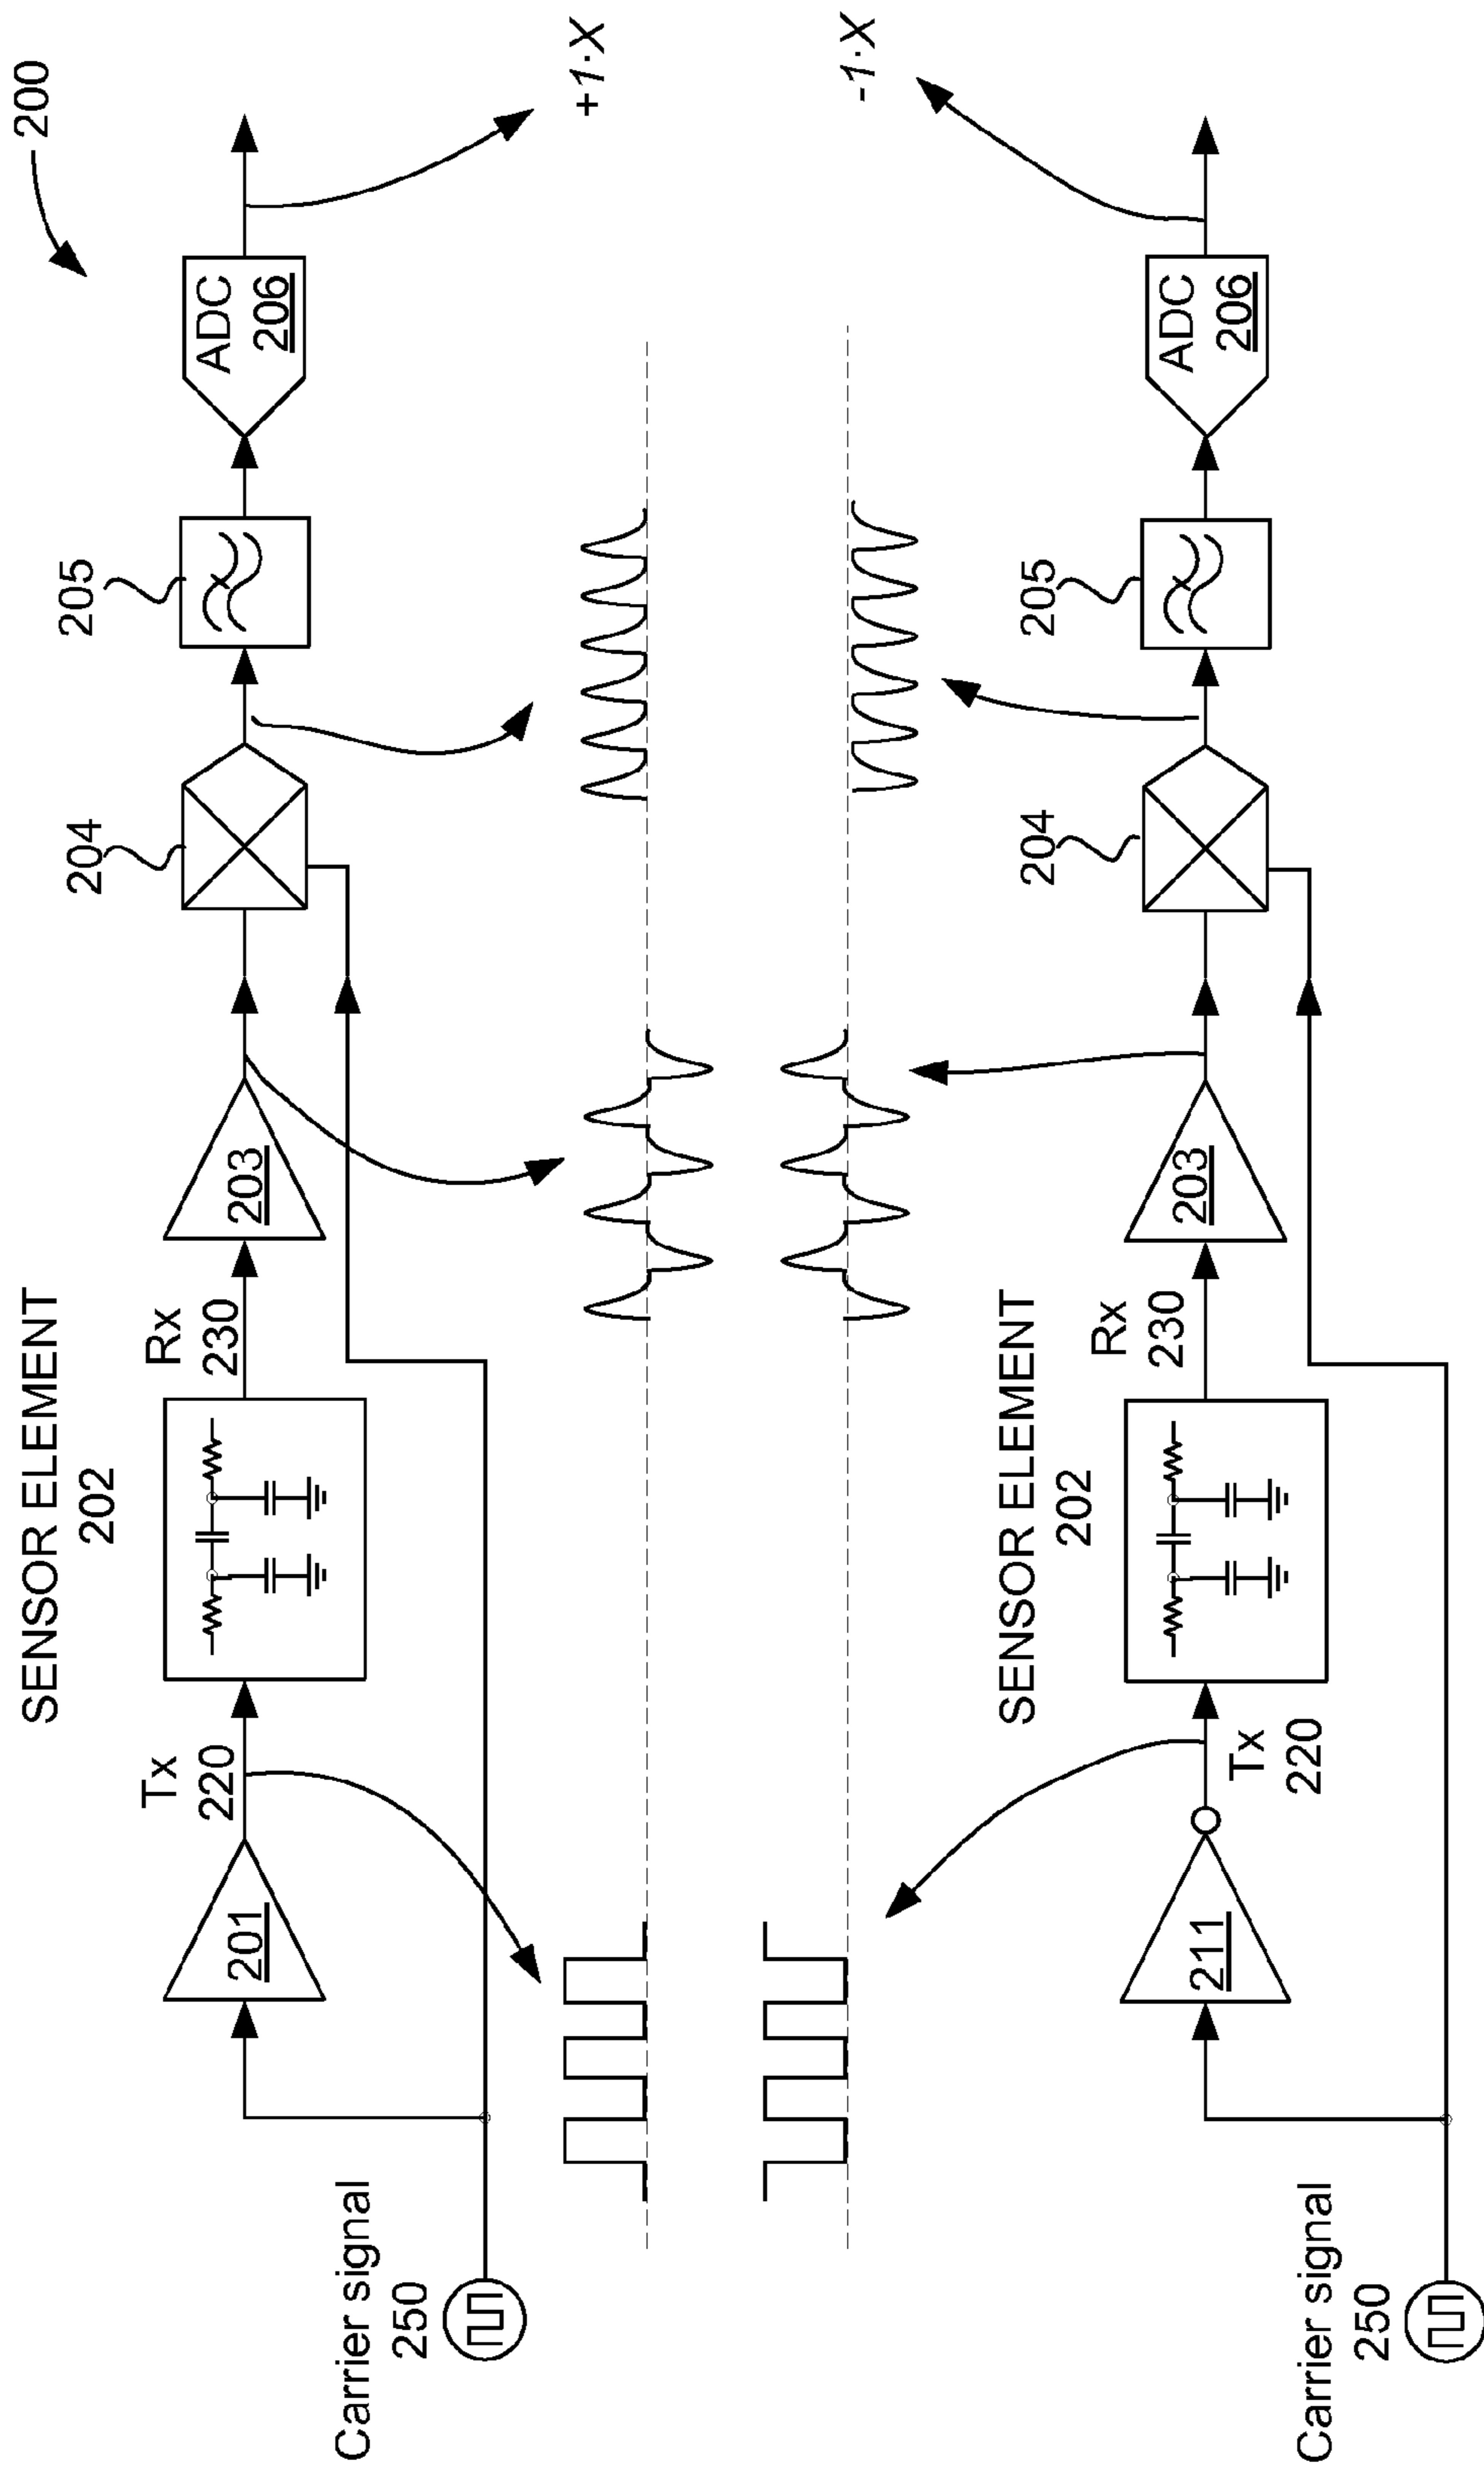 200
SENSOR ELEMENT
202
204
205
Tx
220
Rx
230
201
203
ADC
206
Carrier signal
250
+1·X
-1·X
SENSOR ELEMENT
202
204
205
Rx
230
211
203
ADC
206
Tx
220
Carrier signal
250